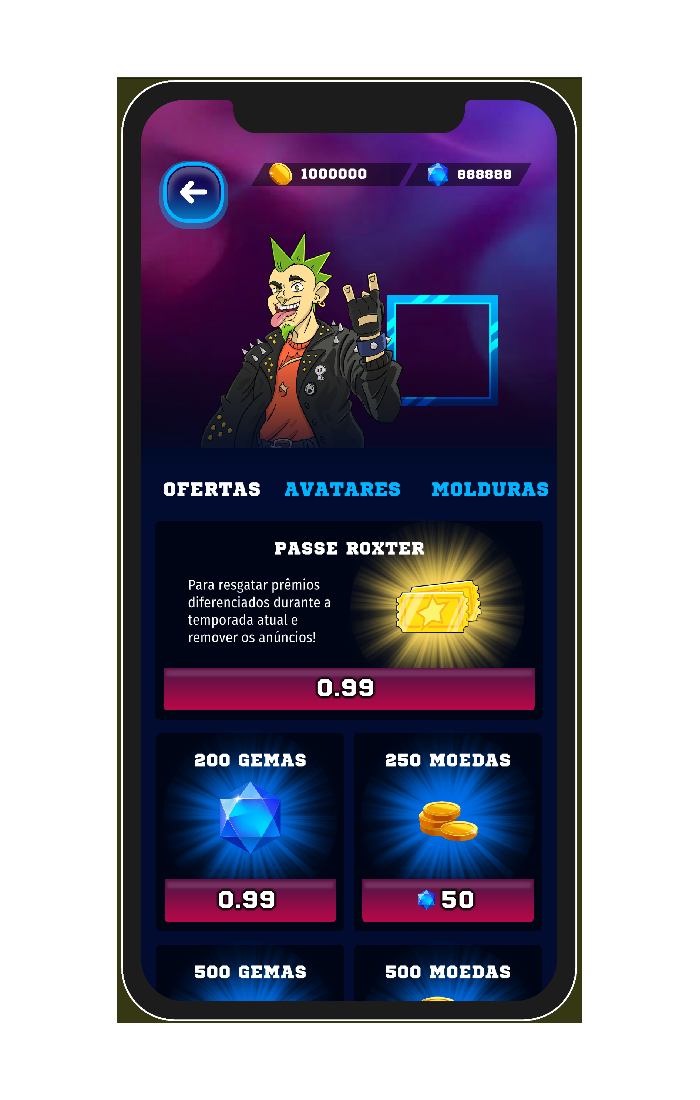 1000000
888888
OFERTAS AVATARES MOLDURAS
PASSE ROXTER
Para resgatar prêmios
diferenciados durante a
temporada atual e
remover os anúncios!
0.99
200 GEMAS
250 MOEDAS
0.99
50
500 GEMAS
500 MOEDAS